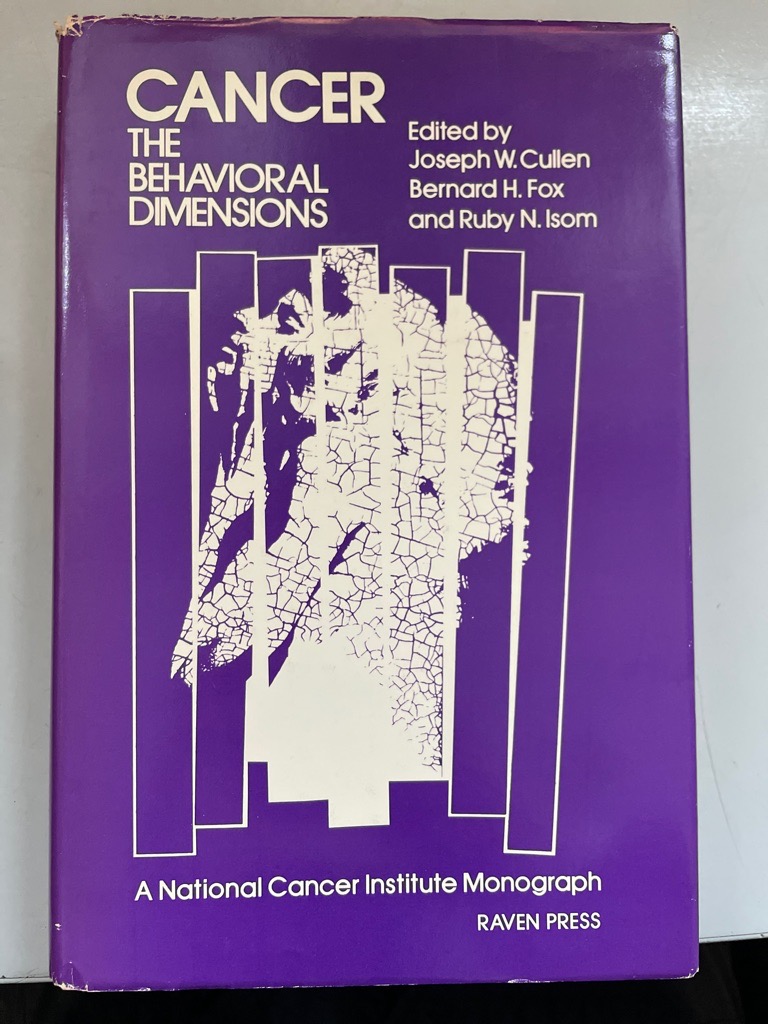 CANCER
THE
BEHAVIORAL
DIMENSIONS
Edited by
Joseph W. Cullen
Bernard H. Fox
and Ruby N. Isom
A National Cancer Institute Monograph
RAVEN PRESS